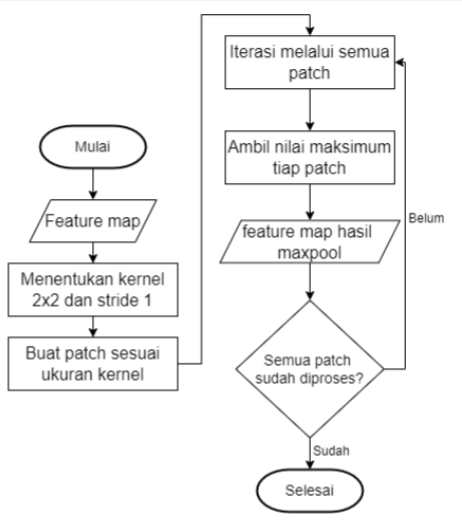 Mulai
Feature map
Menentukan kernel
2x2 dan stride 1
Buat patch sesuai
ukuran kernel
Iterasi melalui semua
patch
Ambil nilai maksimum
tiap patch
feature map hasil
maxpool
Semua patch
sudah diproses?
Belum
Sudah
Selesai